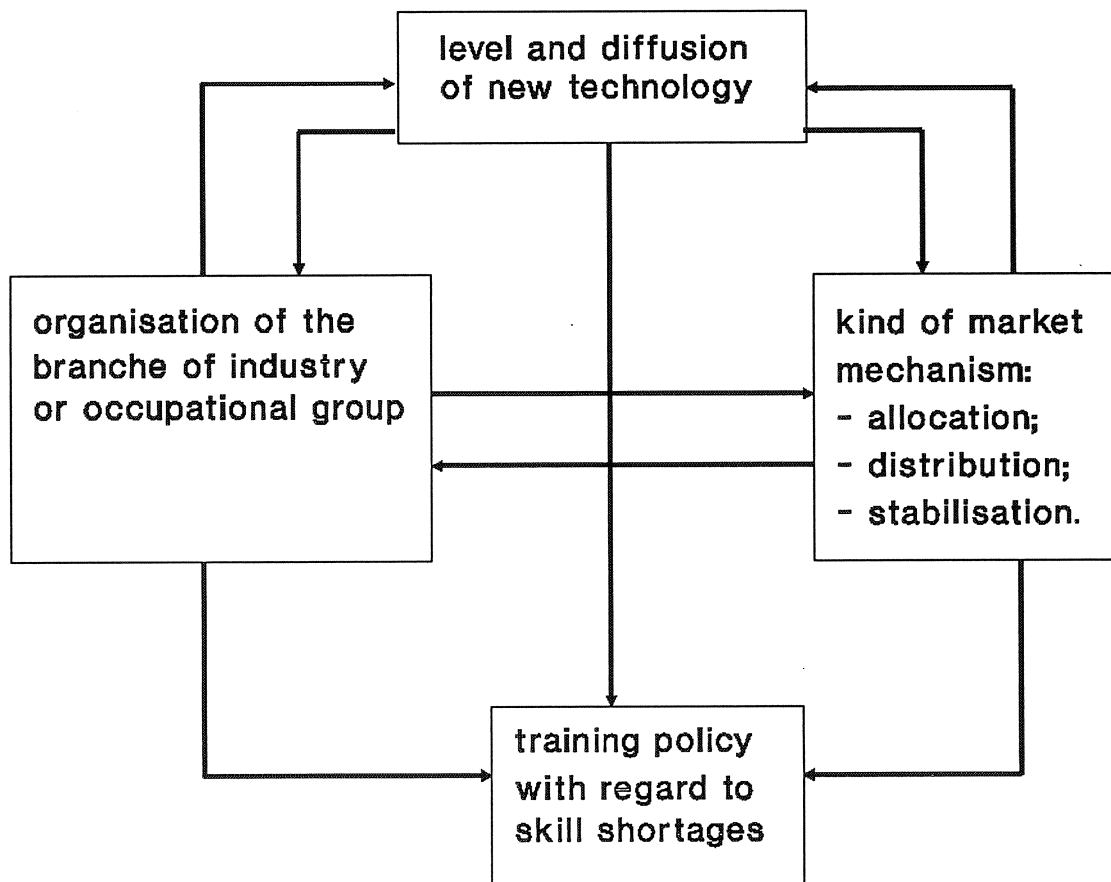 level and diffusion
of new technology
organisation of the
branche of industry
or occupational group
kind of market
mechanism:
- allocation;
- distribution;
- stabilisation.
training policy
with regard to
skill shortages